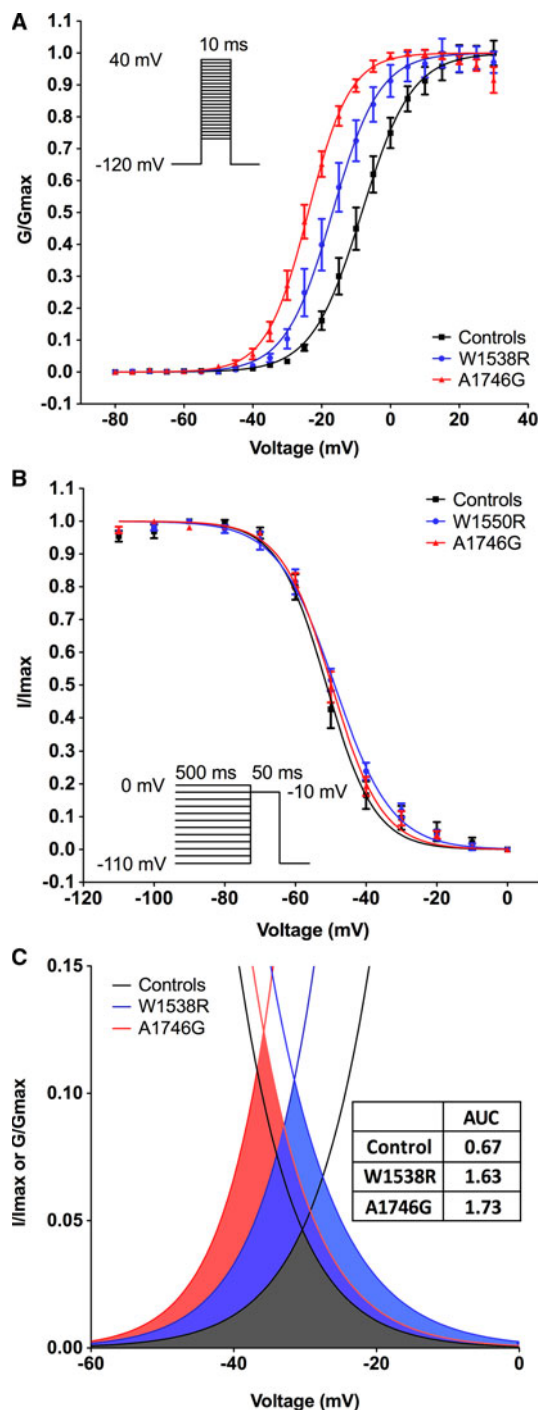 A
40 mV
10 ms
-120 mV
G/Gmax
1.1
1.0
0.9
0.8
0.7
0.6
0.5
0.4
0.3
0.2
0.1
0.0
-0.1
Controls
W1538R
A1746G
-80 -60 -40 -20 0 20 40
Voltage (mV)
B
I/Imax
1.1
1.0
0.9
0.8
0.7
0.6
0.5
0.4
0.3
0.2
0.1
0.0
-0.1
Controls
W1550R
A1746G
500 ms 50 ms
0 mV
-10 mV
-110 mV
-120 -100 -80 -60 -40 -20 0
Voltage (mV)
C
I/Imax or G/Gmax
0.15
0.10
0.05
0.00
Controls
W1538R
A1746G
AUC
Control 0.67
W1538R 1.63
A1746G 1.73
-60 -40 -20 0
Voltage (mV)